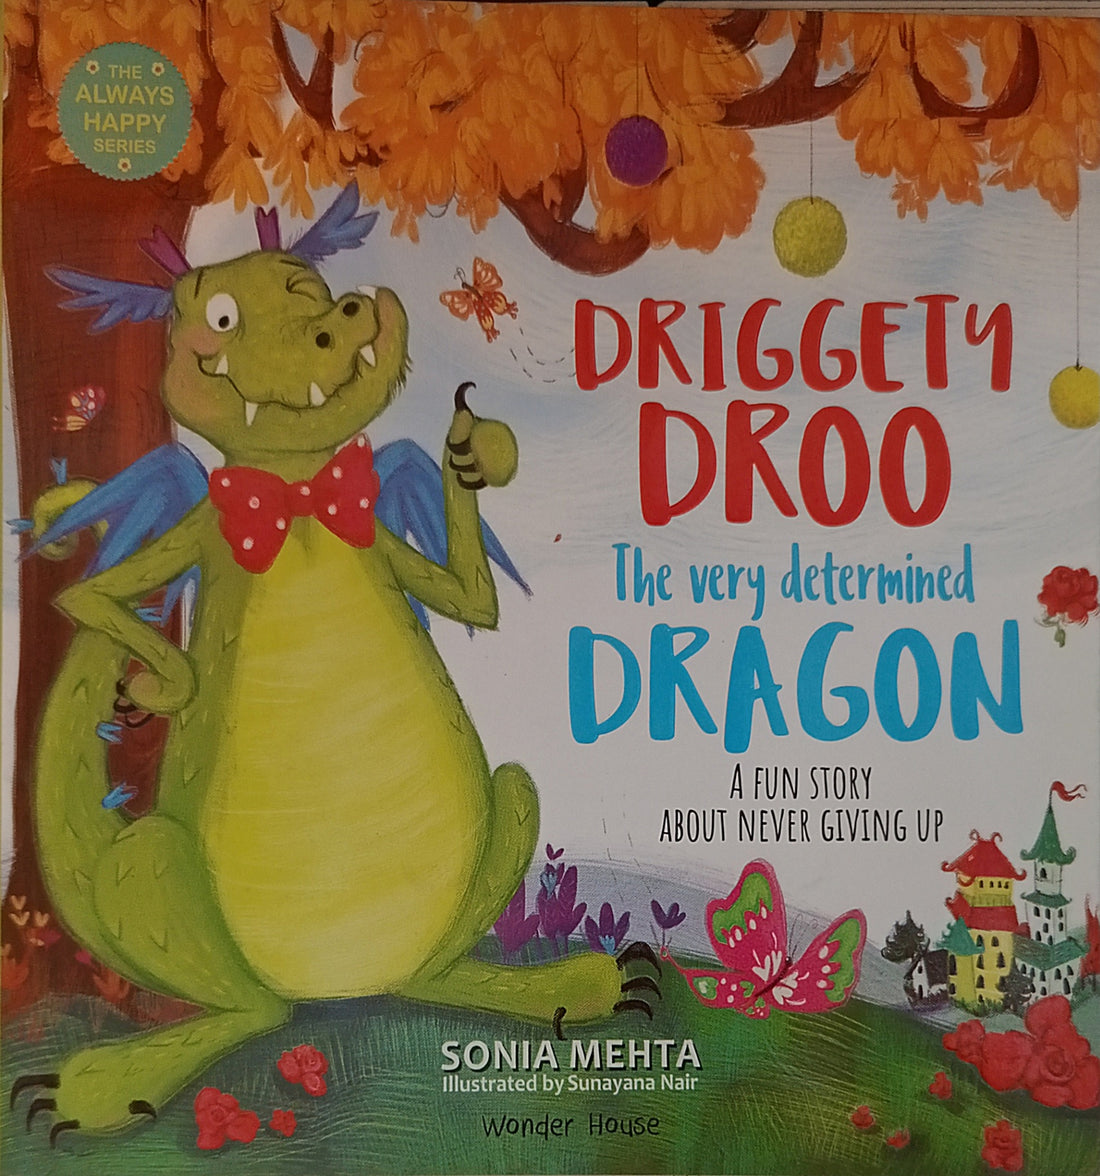 THE
ALWAYS
HAPPY
SERIES
DRIGGETY
DROO
The very determined
DRAGON
A FUN STORY
ABOUT NEVER GIVING UP
SONIA MEHTA
Illustrated by Sunayana Nair
Wonder House